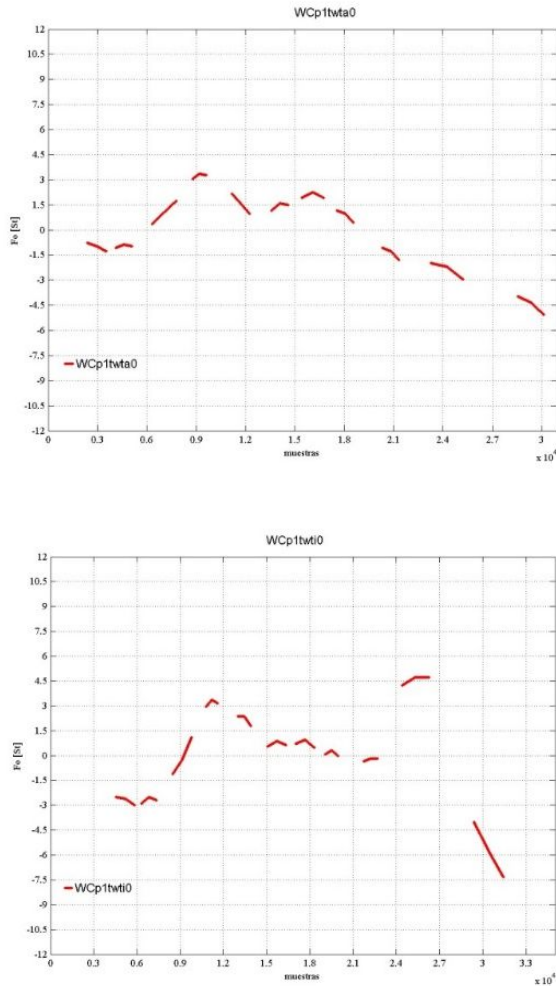 WCp1twta0
12
10.5
9
7.5
6
4.5
3
1.5
0
-1.5
-3
-4.5
-6
-7.5
-9
-10.5
-12
Fo [St]
WCp1twta0
0 0.3 0.6 0.9 1.2 1.5 1.8 2.1 2.4 2.7 3
muestras
x 10⁴
WCp1twti0
12
10.5
9
7.5
6
4.5
3
1.5
0
-1.5
-3
-4.5
-6
-7.5
-9
-10.5
-12
Fo [St]
WCp1twti0
0 0.3 0.6 0.9 1.2 1.5 1.8 2.1 2.4 2.7 3 3.3
muestras
x 10⁴